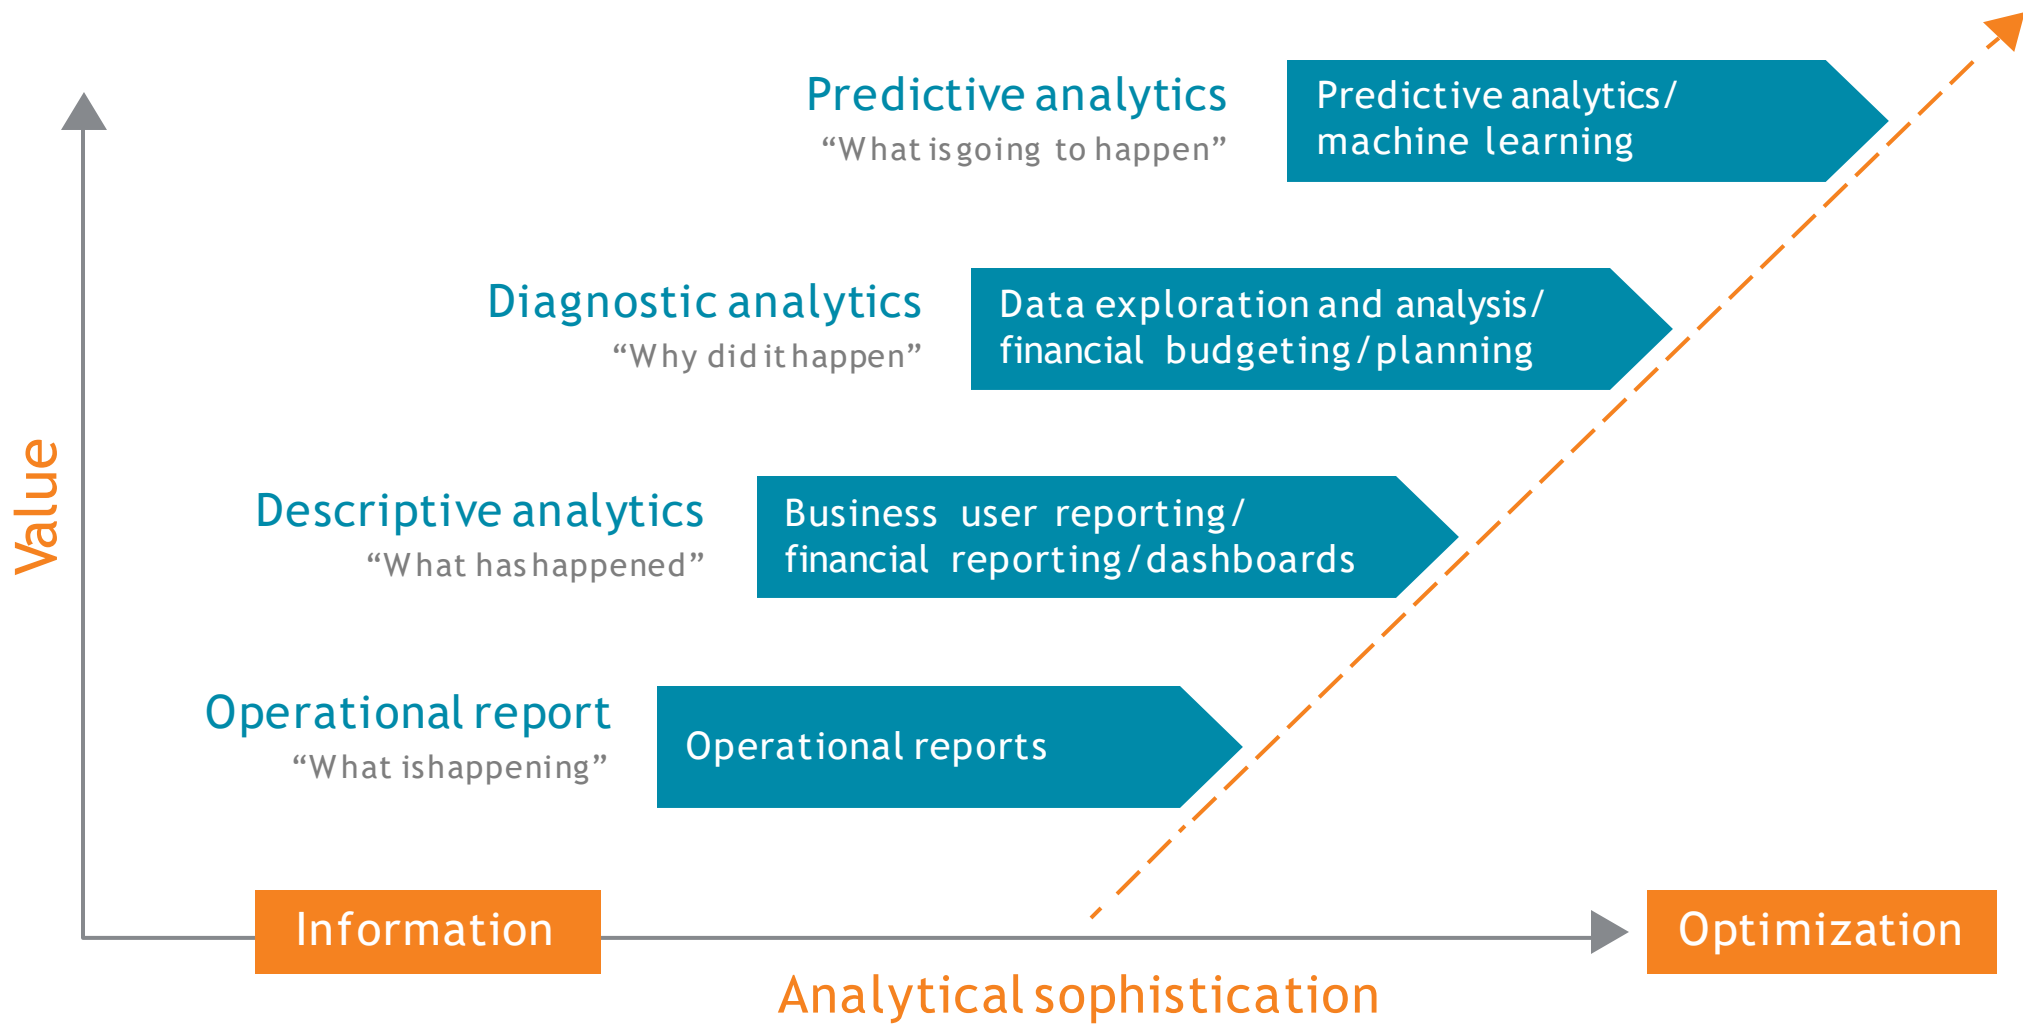 Predictive analytics
“What is going to happen”
Predictive analytics/
machine learning
Diagnostic analytics
“Why did it happen”
Data exploration and analysis/
financial budgeting/planning
Value
Descriptive analytics
“What has happened”
Business user reporting/
financial reporting/dashboards
Operational report
“What is happening”
Operational reports
Information
Optimization
Analytical sophistication